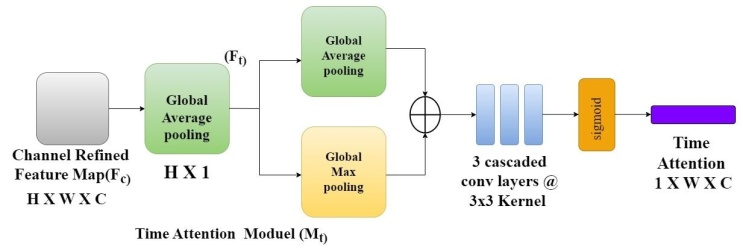 Channel Refined
Feature Map(Fc)
H X W X C
Global
Average
pooling
H X 1
(Ft)
Global
Average
pooling
Global
Max
pooling
3 cascaded
conv layers @
3x3 Kernel
sigmoid
Time
Attention
1 X W X C
Time Attention Moduel (Mt)